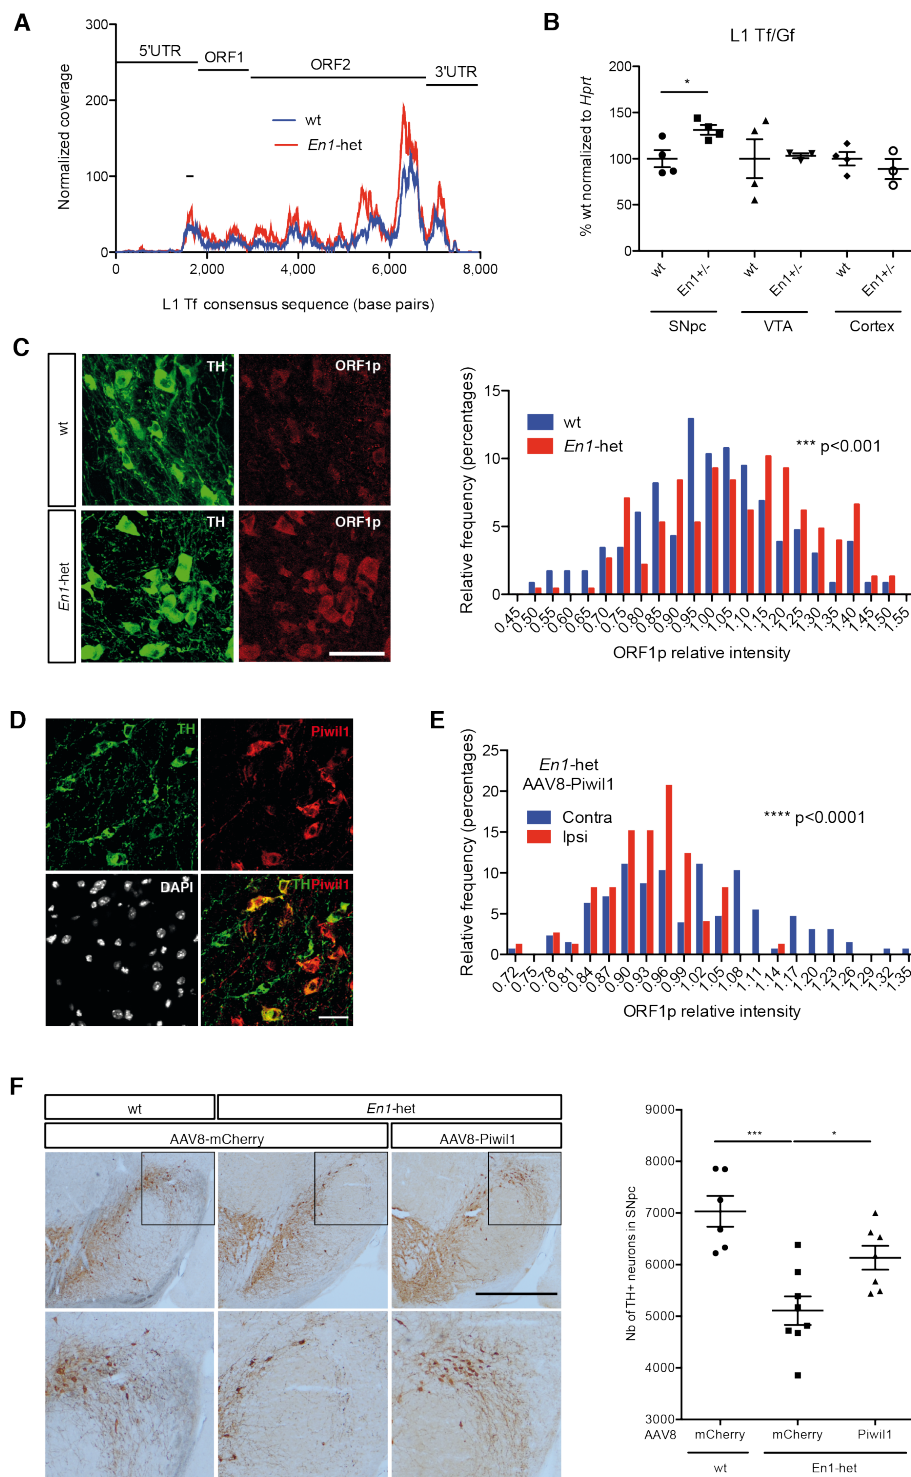 A
300
5'UTR
ORF1
ORF2
3'UTR
200
wt
En1-het
100
0
Normalized coverage
0 2,000 4,000 6,000 8,000
L1 Tf consensus sequence (base pairs)
B
L1 Tf/Gf
200
*
150
100
50
0
% wt normalized to Hprt
wt En1+/- wt En1+/- wt En1+/-
SNpc VTA Cortex
C
wt
TH
ORF1p
En1-het
TH
ORF1p
Relative frequency (percentages)
15
wt
En1-het
*** p<0.001
10
5
0
0.45 0.50 0.55 0.60 0.65 0.70 0.75 0.80 0.85 0.90 0.95 1.00 1.05 1.10 1.15 1.20 1.25 1.30 1.35 1.40 1.45 1.50 1.55
ORF1p relative intensity
D
TH
Piwil1
DAPI
THPiwil1
E
Relative frequency (percentages)
25
En1-het
AAV8-Piwil1
20
Contra
Ipsi
**** p<0.0001
15
10
5
0
0.72 0.75 0.78 0.81 0.84 0.87 0.90 0.93 0.96 0.99 1.02 1.05 1.08 1.11 1.14 1.17 1.20 1.23 1.26 1.29 1.32 1.35
ORF1p relative intensity
F
wt En1-het
AAV8-mCherry AAV8-Piwil1
Nb of TH+ neurons in SNpc
9000
*** *
8000
7000
6000
5000
4000
3000
AAV8 mCherry mCherry Piwil1
wt En1-het